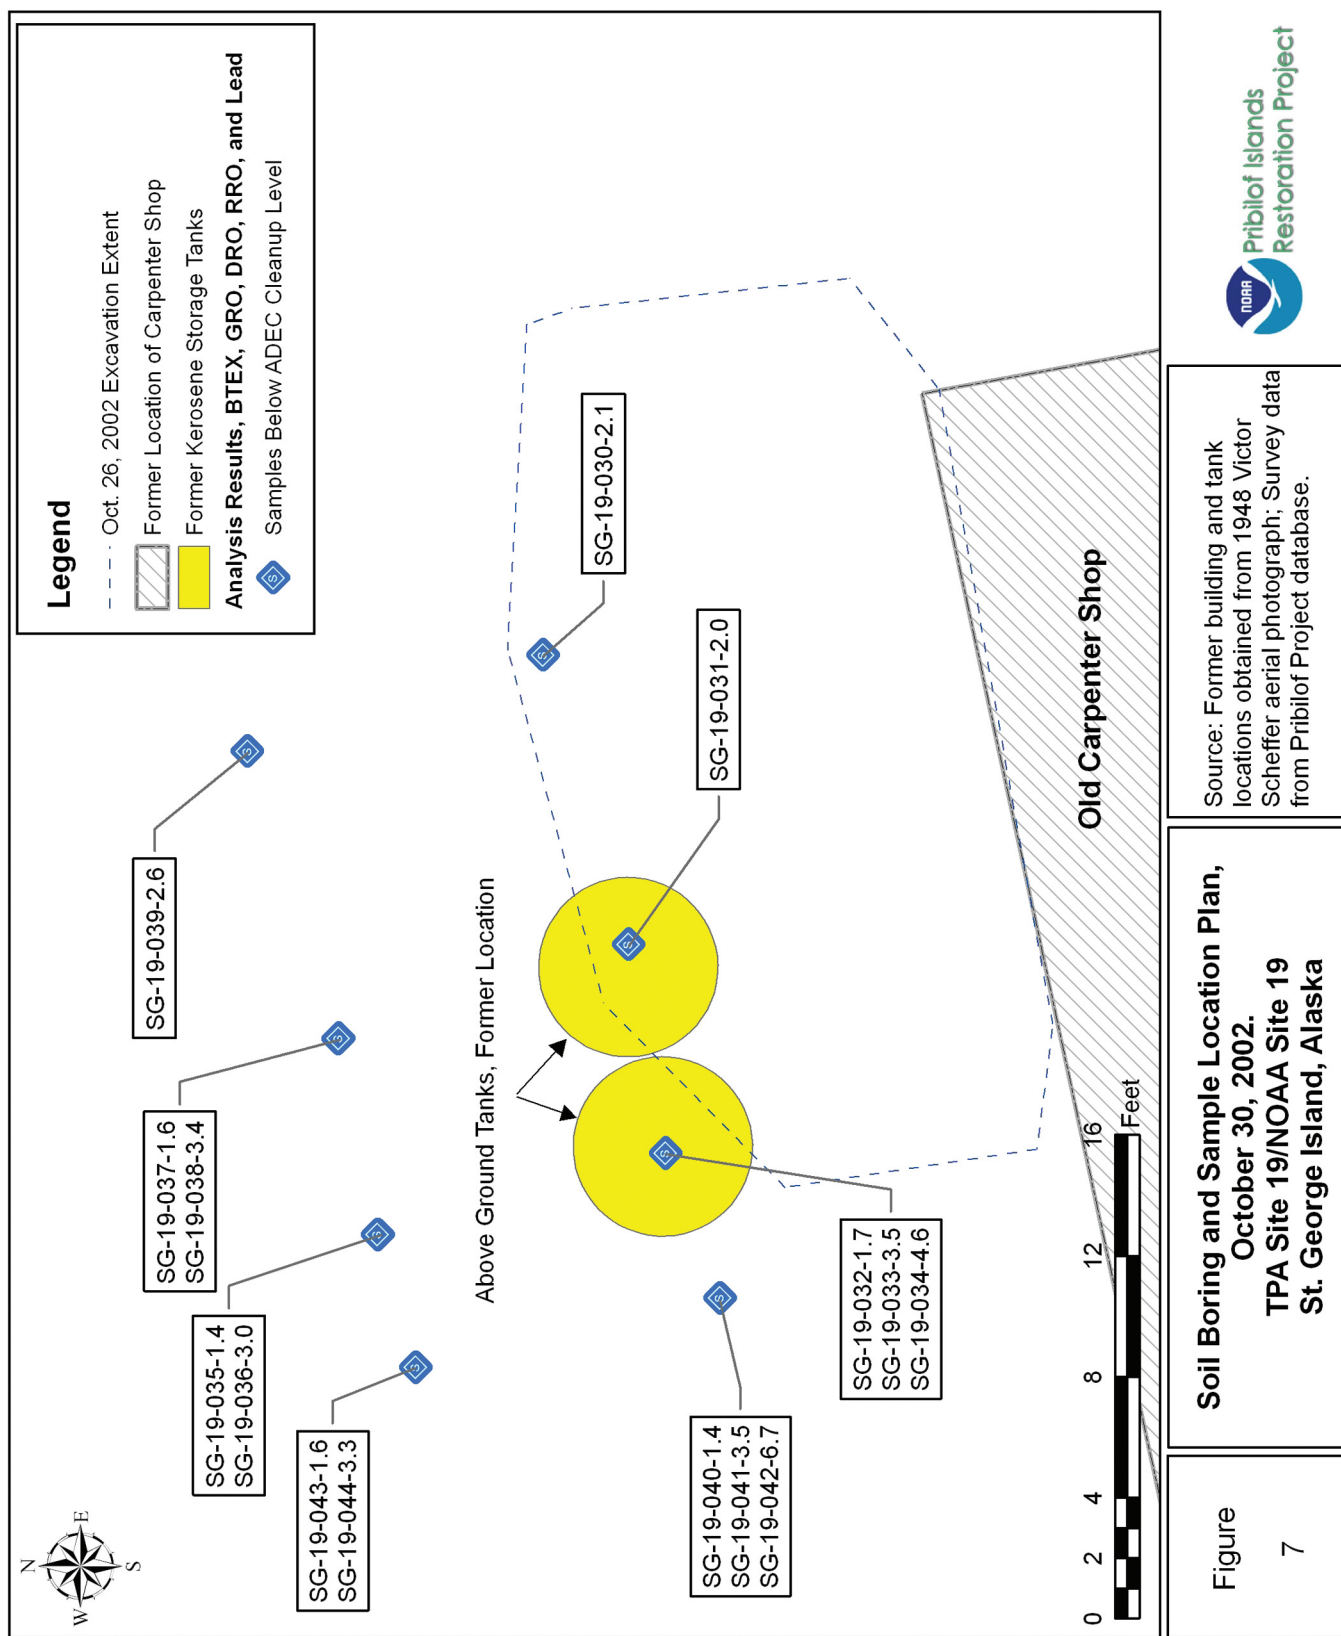 N
W
E
S
SG-19-039-2.6
SG-19-037-1.6
SG-19-038-3.4
SG-19-035-1.4
SG-19-036-3.0
SG-19-043-1.6
SG-19-044-3.3
Legend
Oct. 26, 2002 Excavation Extent
Former Location of Carpenter Shop
Former Kerosene Storage Tanks
Analysis Results, BTEX, GRO, DRO, RRO, and Lead
S
Samples Below ADEC Cleanup Level
S
S
S
S
Above Ground Tanks, Former Location
S
SG-19-030-2.1
S
SG-19-031-2.0
S
SG-19-032-1.7
SG-19-033-3.5
SG-19-034-4.6
S
SG-19-040-1.4
SG-19-041-3.5
SG-19-042-6.7
Old Carpenter Shop
0 2 4 8 12 16
Feet
Figure
7
Soil Boring and Sample Location Plan,
October 30, 2002.
TPA Site 19/NOAA Site 19
St. George Island, Alaska
Source: Former building and tank
locations obtained from 1948 Victor
Scheffer aerial photograph; Survey data
from Pribilof Project database.
NOAA
Pribilof Islands
Restoration Project